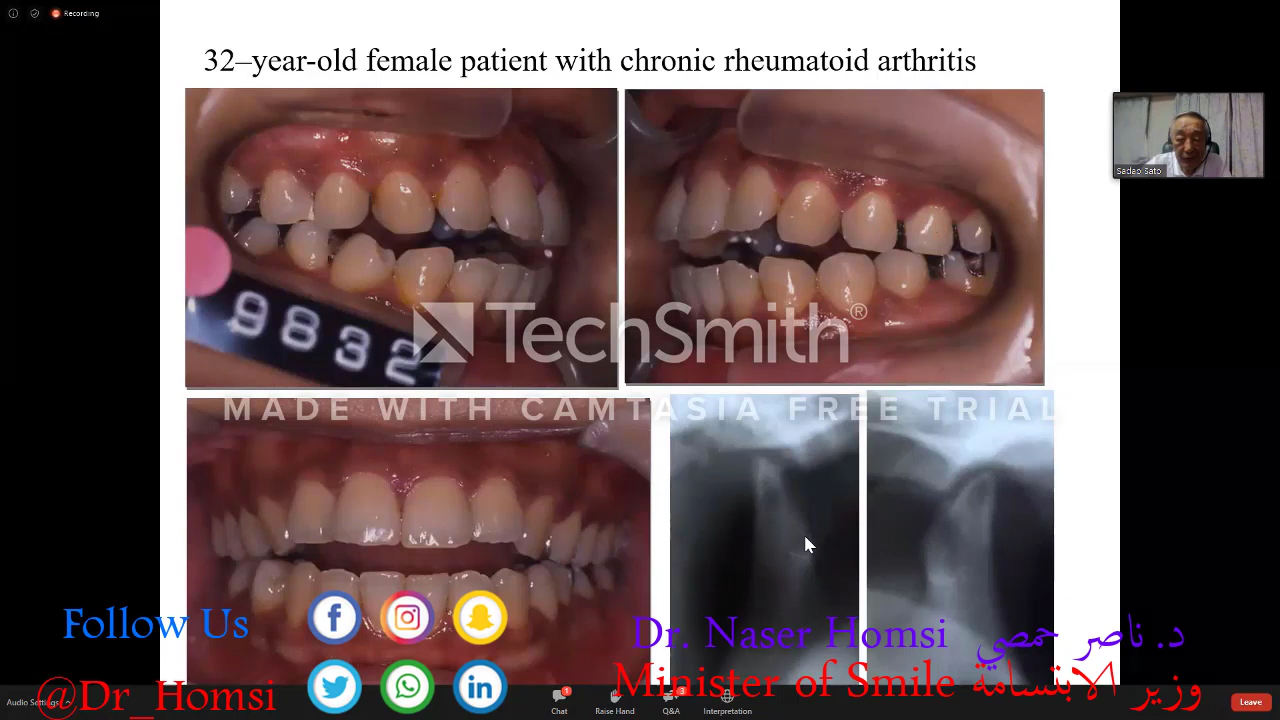 Recording
32–year-old female patient with chronic rheumatoid arthritis
Sadao Sato
9832
TechSmith®
MADE WITH CAMTASIA FREE TRIAL
Follow Us
Dr. Naser Homsi د. ناصر حمصي
@Dr_Homsi
Minister of Smile وزير الابتسامة
Audio Settings
Chat
1
Raise Hand
Q&A
3
Interpretation
Leave